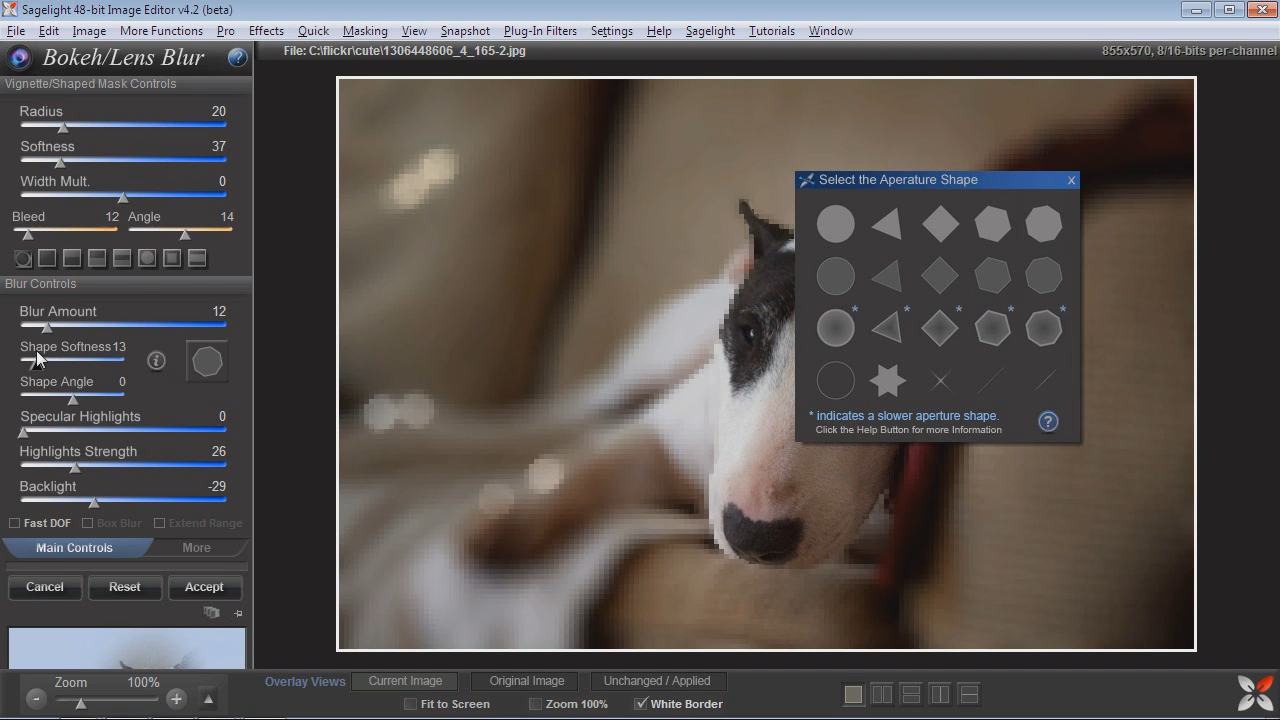 Sagelight 48-bit Image Editor v4.2 (beta)
File Edit Image More Functions Pro Effects Quick Masking View Snapshot Plug-In Filters Settings Help Sagelight Tutorials Window
Bokeh/Lens Blur ?
File: C:\flickr\cute\1306448606_4_165-2.jpg
855x570, 8/16-bits per-channel
Vignette/Shaped Mask Controls
Radius 20
Softness 37
Width Mult. 0
Bleed 12 Angle 14
Blur Controls
Blur Amount 12
Shape Softness 13
Shape Angle 0
Specular Highlights 0
Highlights Strength 26
Backlight -29
Fast DOF Box Blur Extend Range
Main Controls More
Cancel Reset Accept
Select the Aperature Shape X
* * * * *
* indicates a slower aperture shape.
Click the Help Button for more Information ?
Zoom 100%
Overlay Views Current Image Original Image Unchanged / Applied
Fit to Screen Zoom 100% White Border